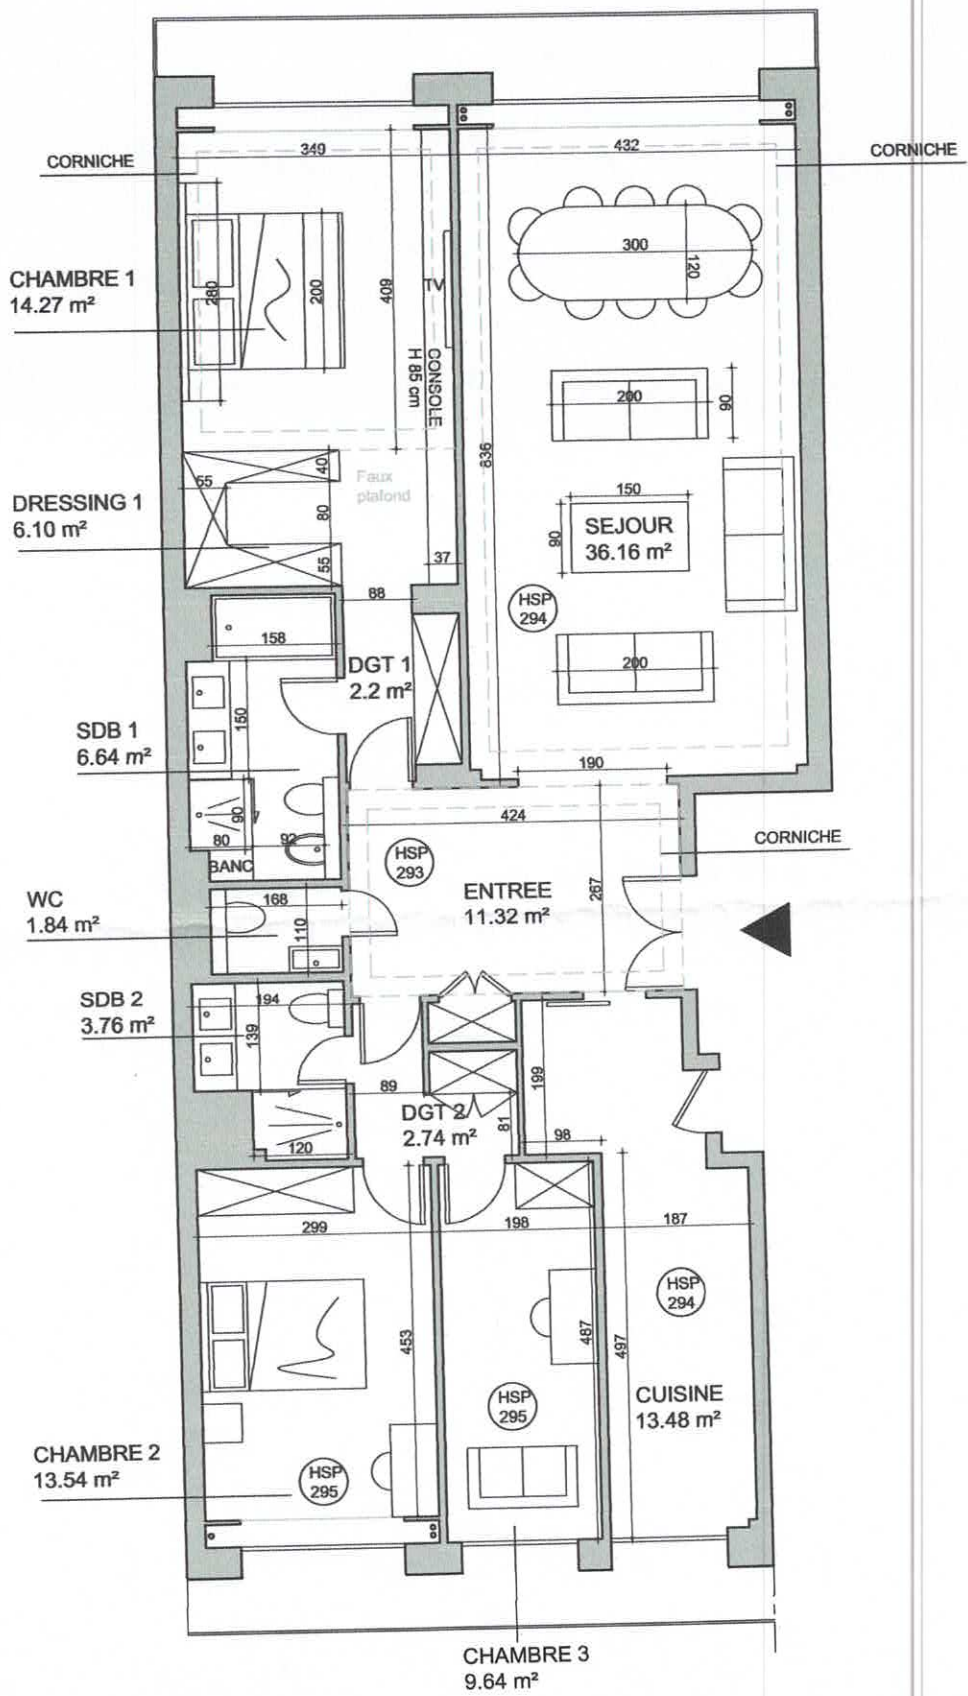 CORNICHE
349
432
CORNICHE
CHAMBRE 1
14.27 m²
280
200
409
TV
CONSOLE
H 85 cm
300
120
200
90
836
DRESSING 1
6.10 m²
55
40
80
55
Faux
plafond
37
150
90
SEJOUR
36.16 m²
HSP
294
88
158
DGT 1
2.2 m²
200
SDB 1
6.64 m²
150
90
80
92
BANC
190
424
HSP
293
CORNICHE
ENTREE
11.32 m²
267
WC
1.84 m²
168
110
SDB 2
3.76 m²
194
139
89
DGT 2
2.74 m²
81
199
98
120
299
198
187
453
487
497
HSP
294
HSP
295
CUISINE
13.48 m²
CHAMBRE 2
13.54 m²
HSP
295
CHAMBRE 3
9.64 m²